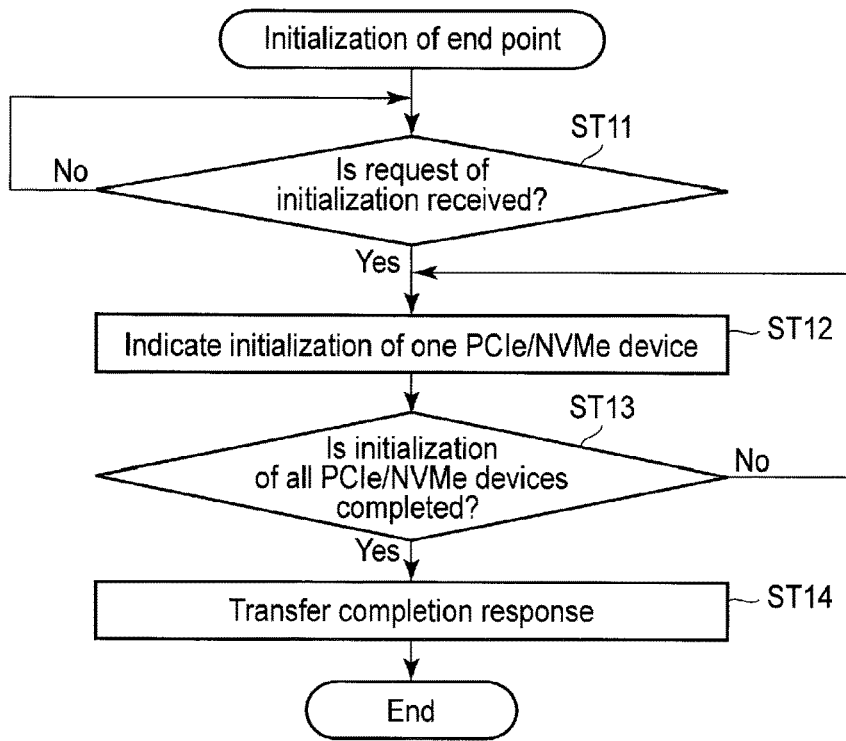 Initialization of end point
ST11
No
Is request of
initialization received?
Yes
Indicate initialization of one PCIe/NVMe device
ST12
ST13
Is initialization
of all PCIe/NVMe devices
completed?
No
Yes
Transfer completion response
ST14
End